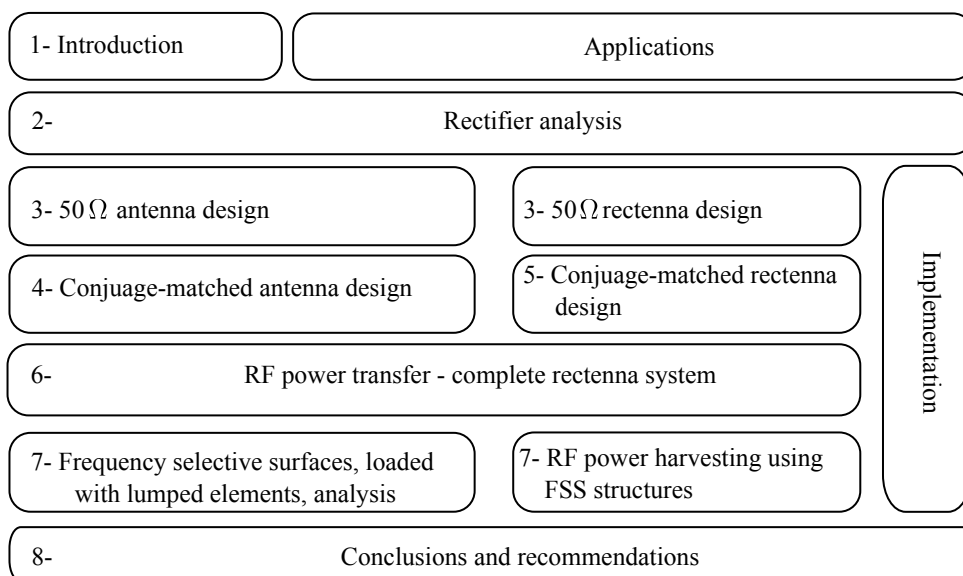 1- Introduction
Applications
2- Rectifier analysis
3- 50Ω antenna design
3- 50Ω rectenna design
4- Conjuage-matched antenna design
5- Conjuage-matched rectenna
design
6- RF power transfer - complete rectenna system
7- Frequency selective surfaces, loaded
with lumped elements, analysis
7- RF power harvesting using
FSS structures
Implementation
8- Conclusions and recommendations